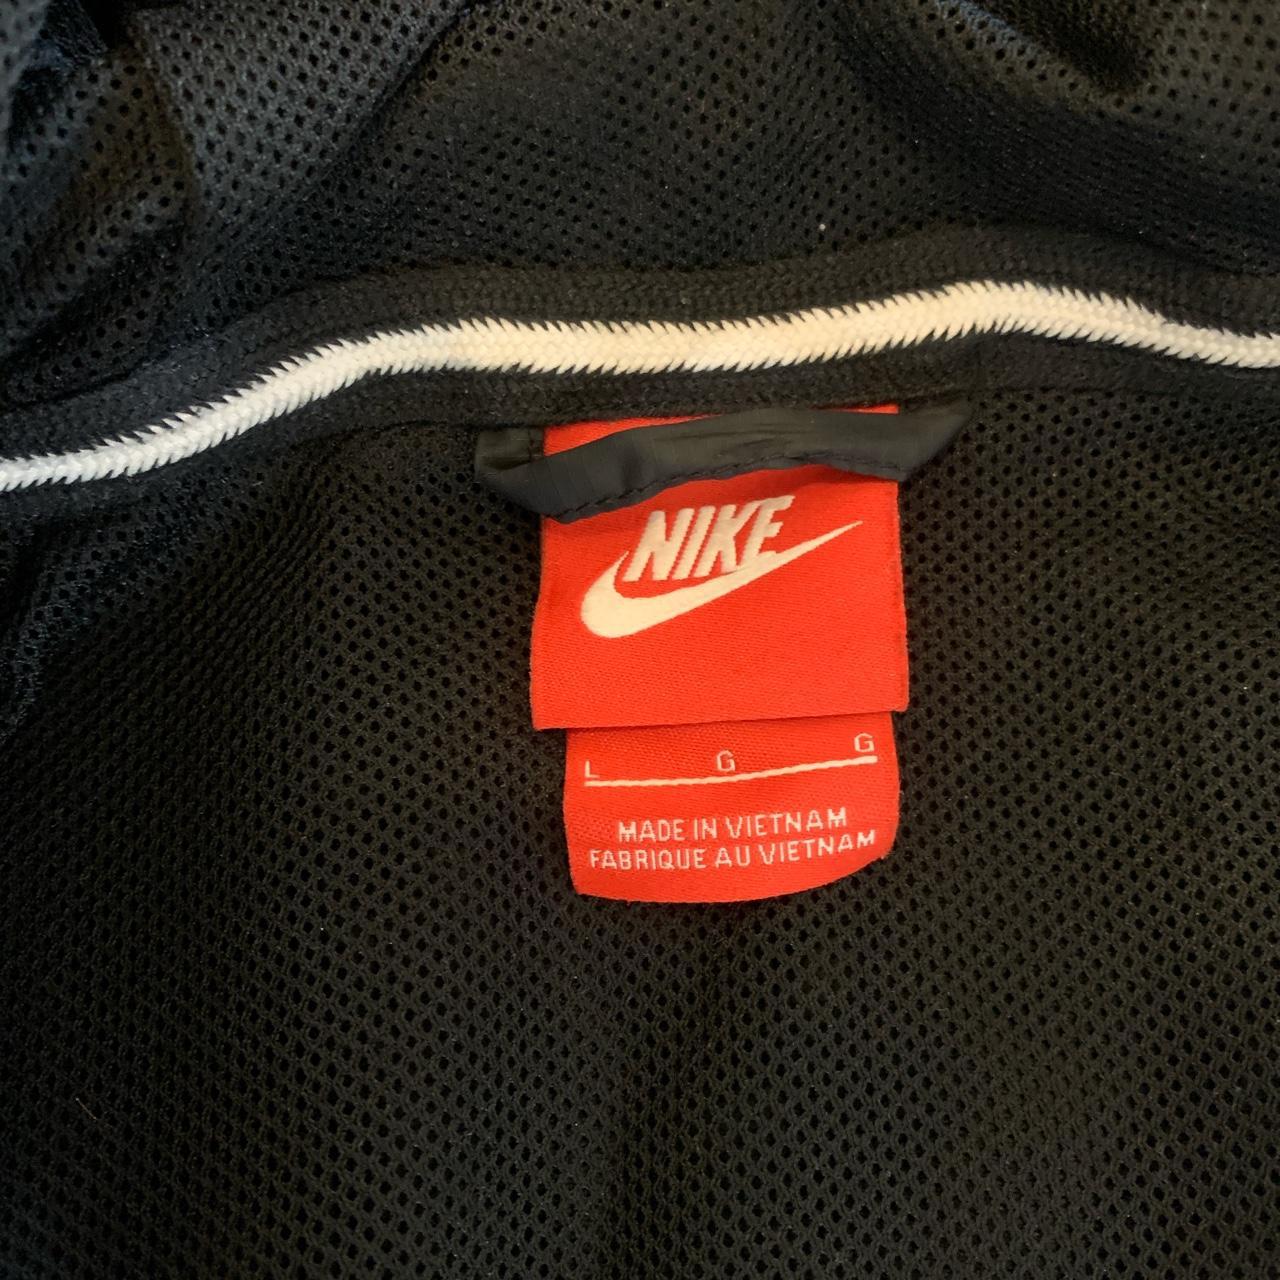 NIKE
L G G
MADE IN VIETNAM
FABRIQUE AU VIETNAM